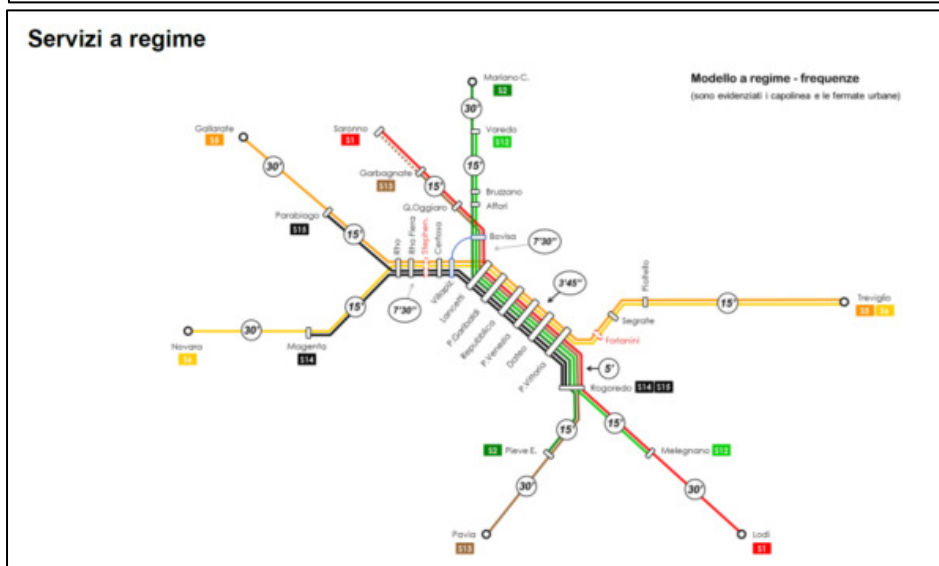 Servizi a regime
Modello a regime - frequenze
(sono evidenziati i capolinea e le fermate urbane)
Mariano C.
S2
30'
Gallarate
S5
Saronno
S1
Varedo
S12
30'
Garbagnate
S13
15'
15'
Bruzzano
Affori
Parabiago
S15
Q.Oggiaro
15'
Rho
Rho Fiera
Stephen.
Certosa
Bovisa
7'30"
Villapiz.
7'30"
3'45"
Lancetti
P.Garibaldi
Repubblica
P.Venezia
Dateo
P.Vittoria
Pioltello
Segrate
Forlanini
15'
Treviglio
S5 S6
15'
Novara
S6
30'
Magenta
S14
5'
Rogoredo S14 S15
15'
15'
S2 Pieve E.
Melegnano S12
30'
30'
Pavia
S13
Lodi
S1